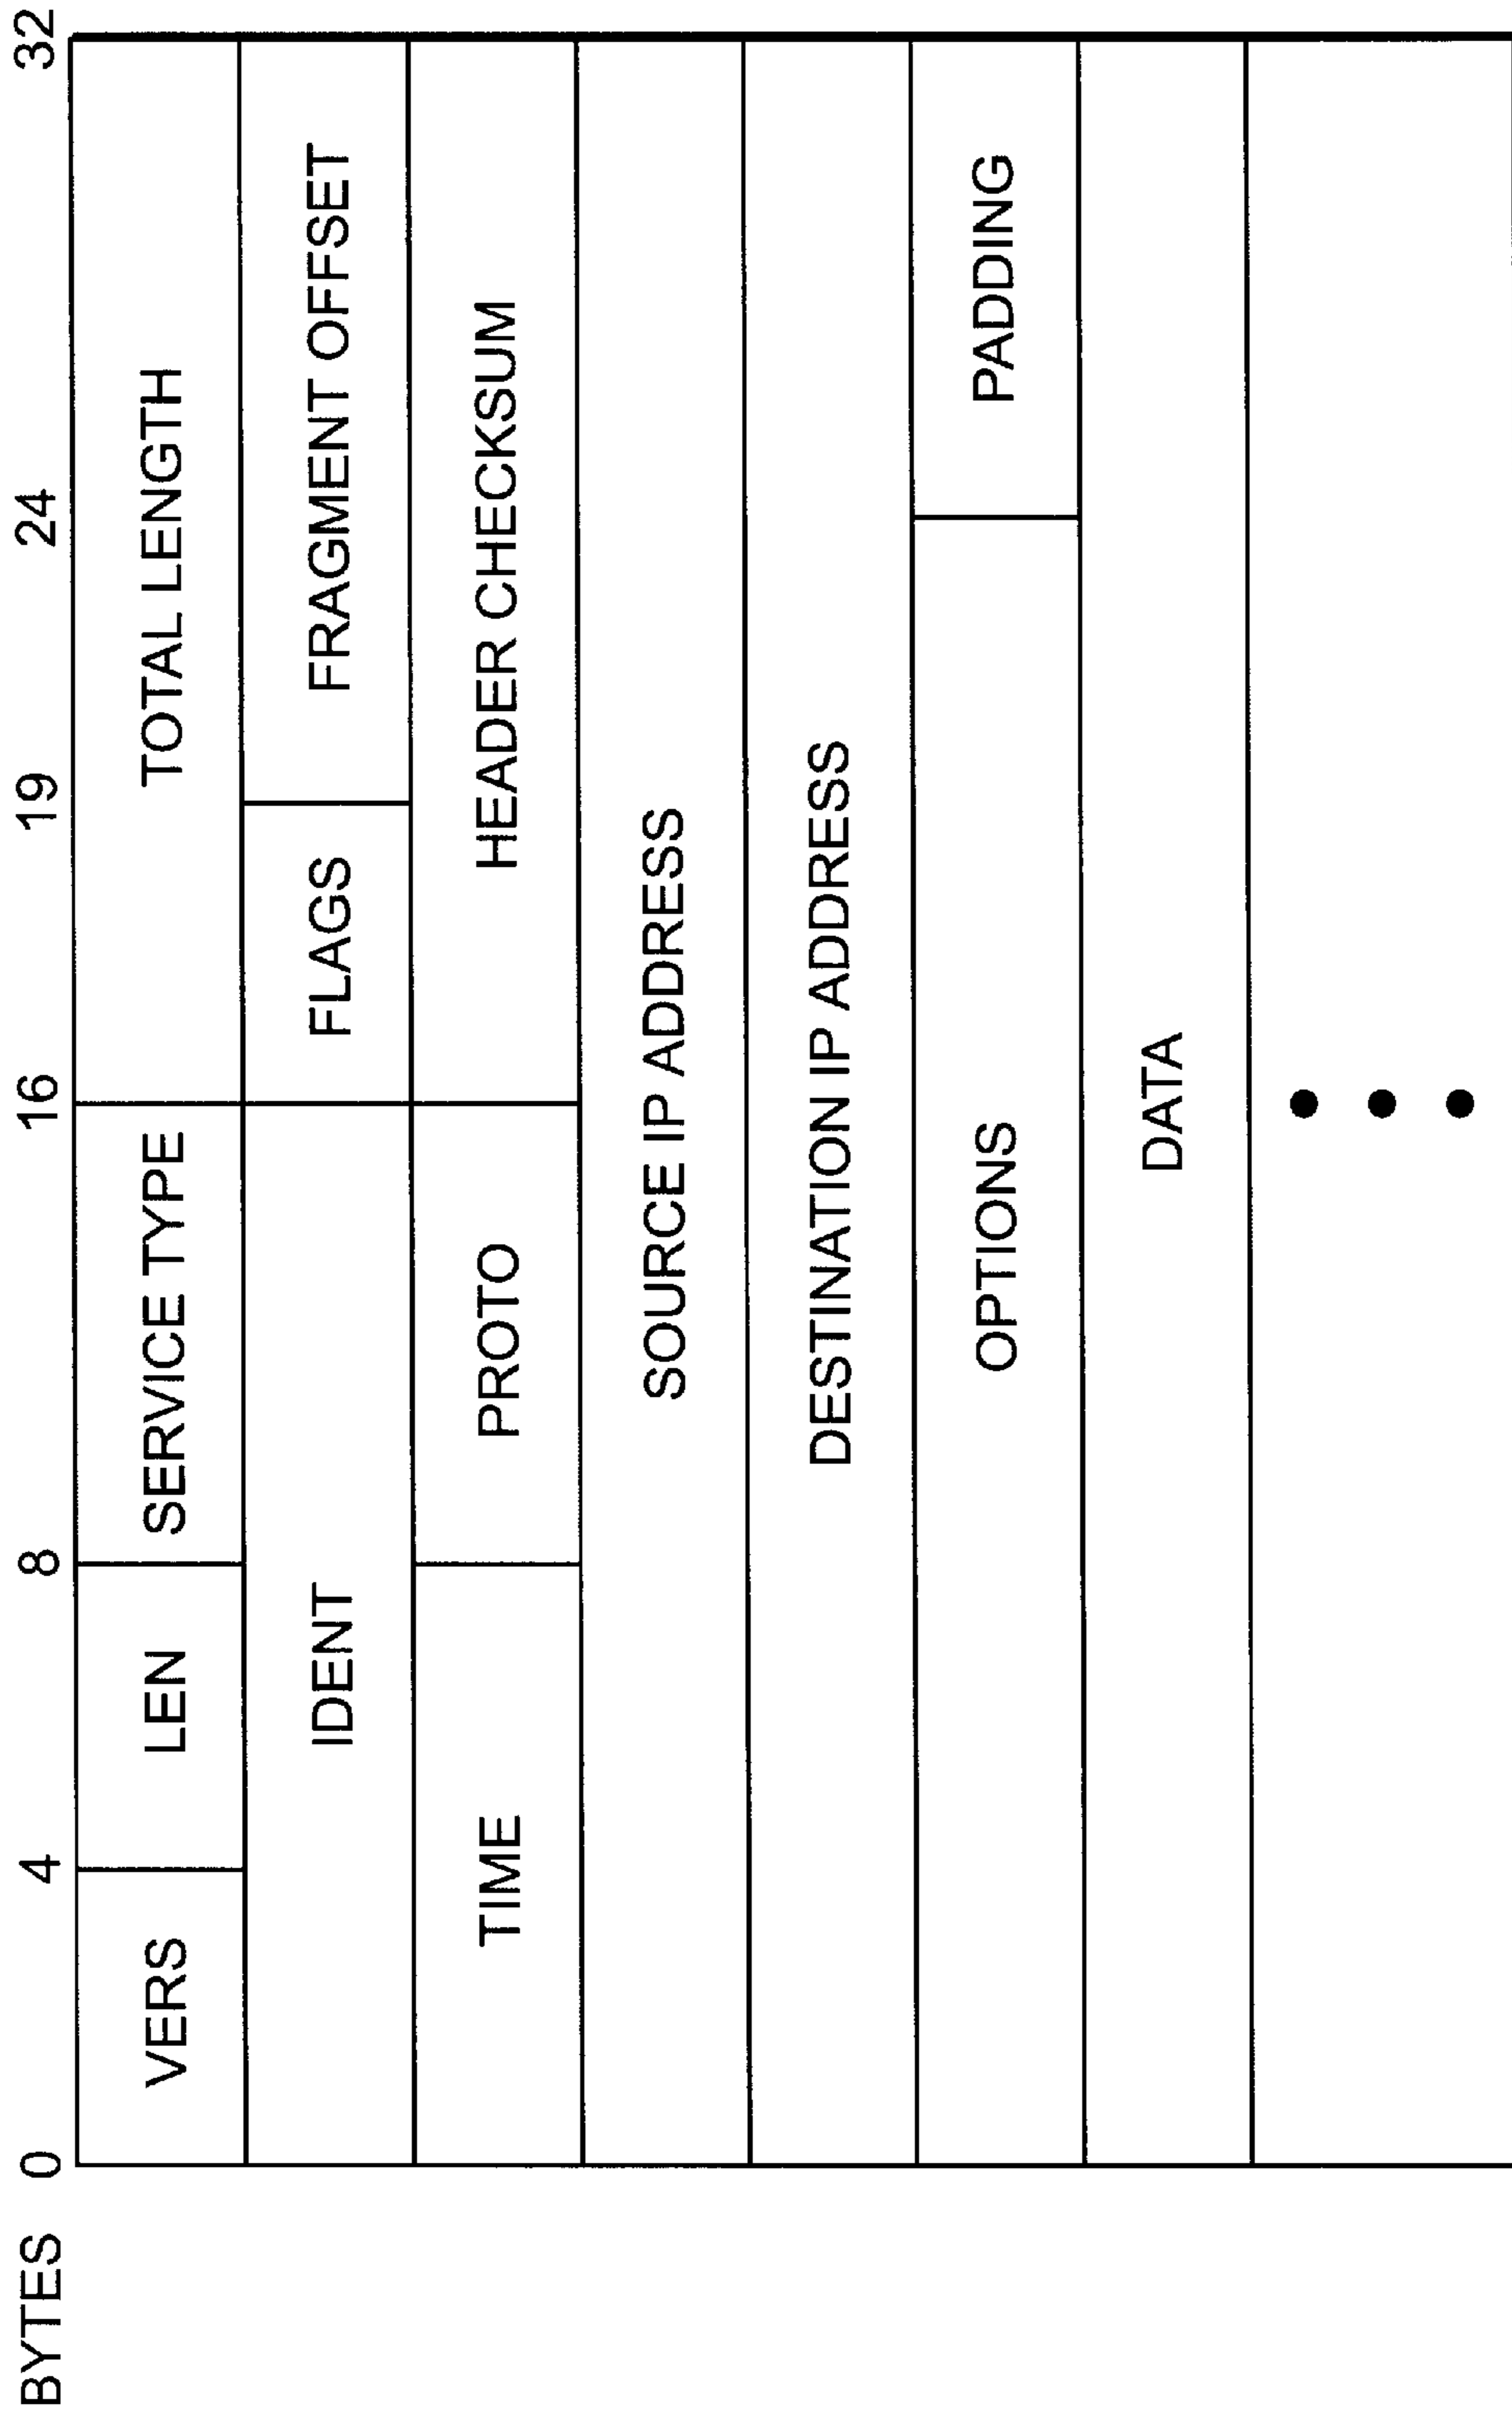 BYTES 0 4 8 16 19 24 32
VERS LEN SERVICE TYPE TOTAL LENGTH
IDENT FLAGS FRAGMENT OFFSET
TIME PROTO HEADER CHECKSUM
SOURCE IP ADDRESS
DESTINATION IP ADDRESS
OPTIONS PADDING
DATA